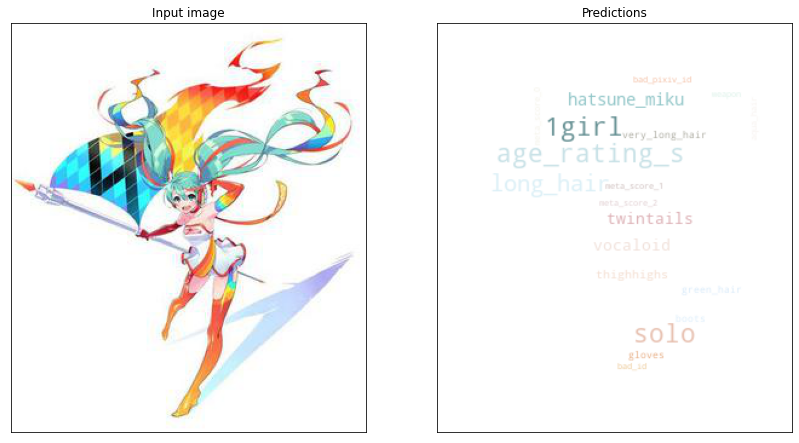 Input image
Predictions
bad_pixiv_id
hatsune_miku
weapon
1girl
very_long_hair
age_rating_s
long_hair
meta_score_1
meta_score_2
twintails
vocaloid
thighhighs
green_hair
boots
solo
gloves
bad_id